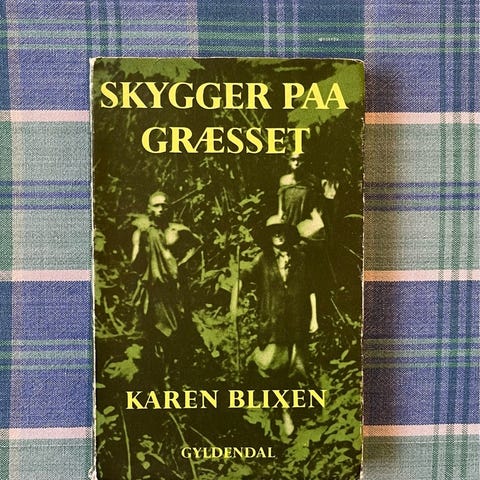 SKYGGER PAA
GRÆSSET
KAREN BLIXEN
GYLDENDAL